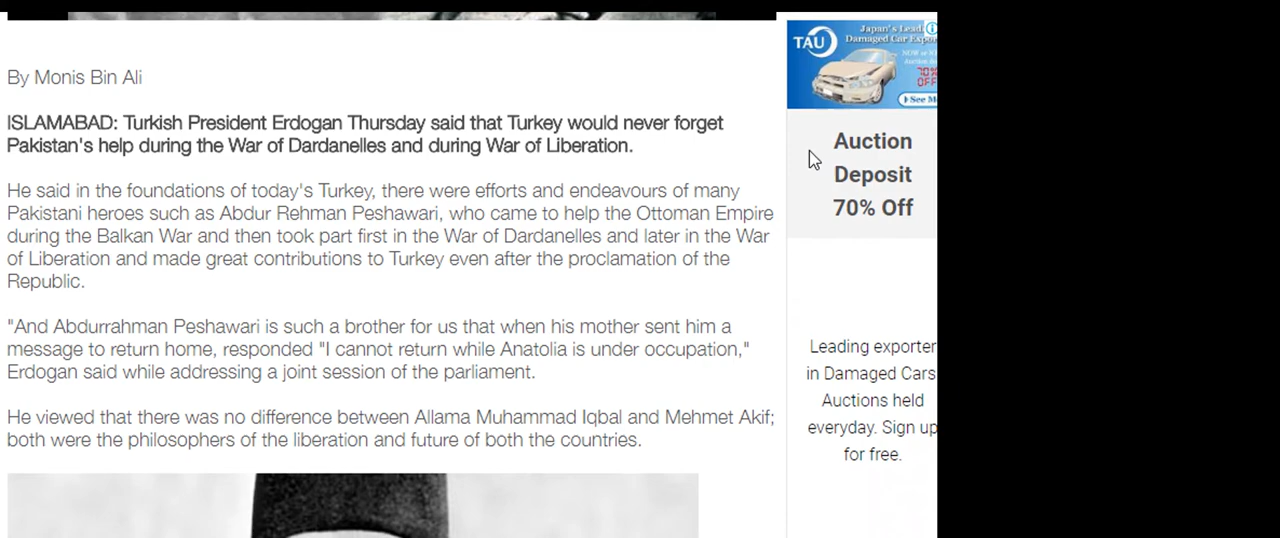 By Monis Bin Ali
ISLAMABAD: Turkish President Erdogan Thursday said that Turkey would never forget
Pakistan's help during the War of Dardanelles and during War of Liberation.
He said in the foundations of today's Turkey, there were efforts and endeavours of many
Pakistani heroes such as Abdur Rehman Peshawari, who came to help the Ottoman Empire
during the Balkan War and then took part first in the War of Dardanelles and later in the War
of Liberation and made great contributions to Turkey even after the proclamation of the
Republic.
"And Abdurrahman Peshawari is such a brother for us that when his mother sent him a
message to return home, responded "I cannot return while Anatolia is under occupation,"
Erdogan said while addressing a joint session of the parliament.
He viewed that there was no difference between Allama Muhammad Iqbal and Mehmet Akif;
both were the philosophers of the liberation and future of both the countries.
TAU
Japan's Lead
Damaged Car Expo
70%
OFF
See M
Auction
Deposit
70% Off
Leading exporter
in Damaged Cars
Auctions held
everyday. Sign up
for free.